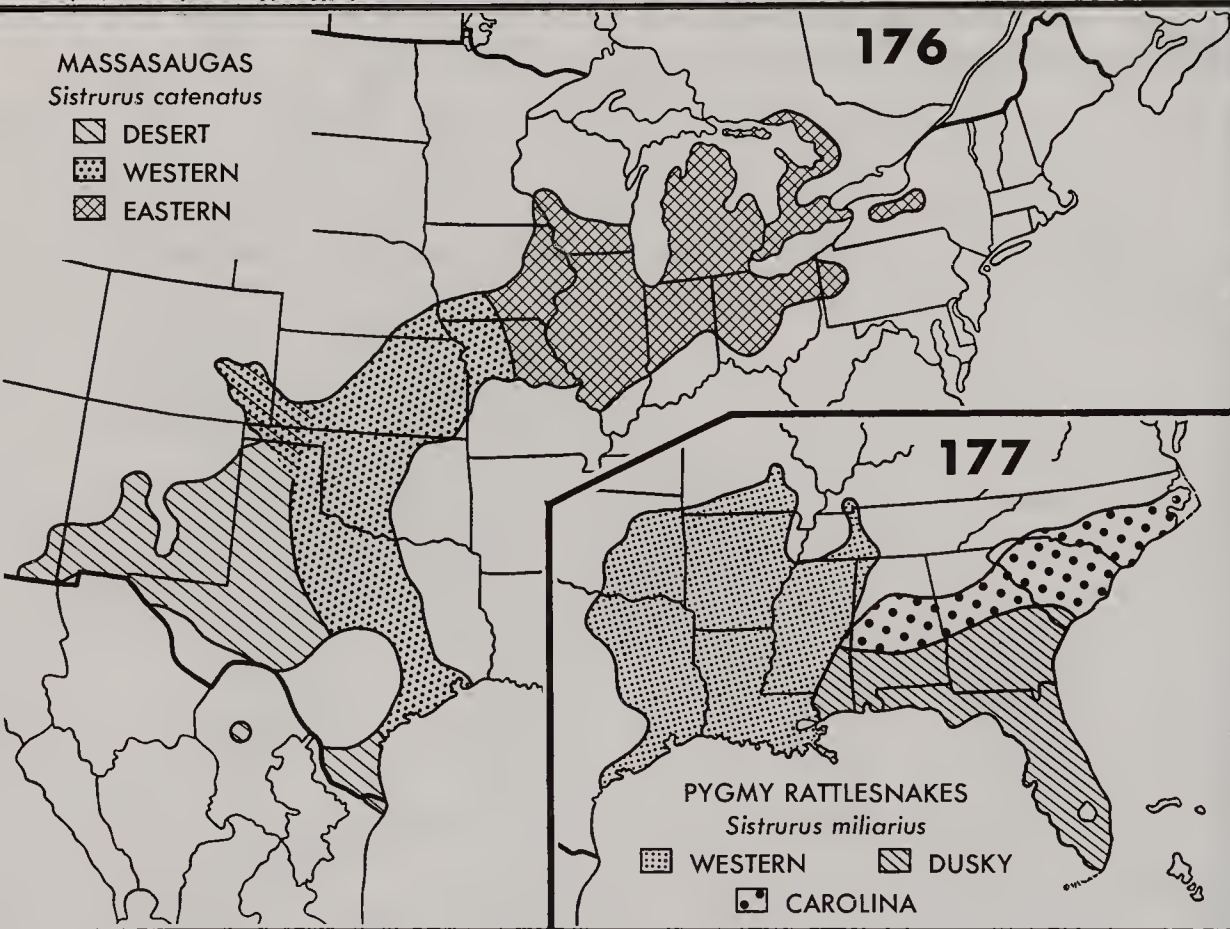 MASSASAUGAS
Sistrurus catenatus
DESERT
WESTERN
EASTERN
176
177
PYGMY RATTLESNAKES
Sistrurus miliarius
WESTERN
DUSKY
CAROLINA